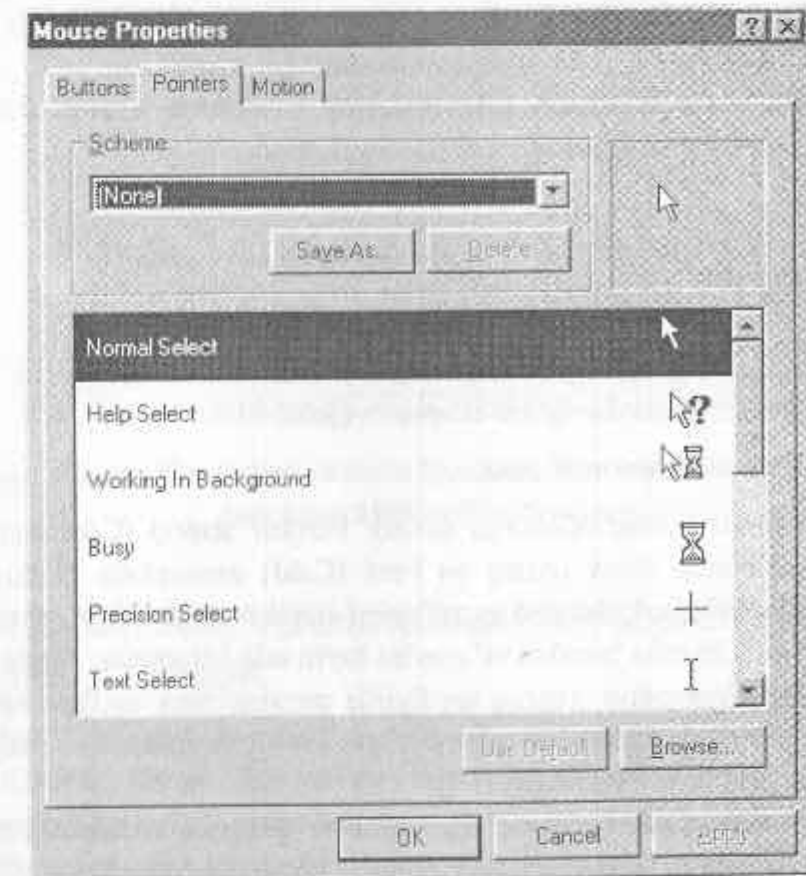 Mouse Properties
Buttons Pointers Motion
Scheme
(None)
Save As... Delete
Normal Select
Help Select
Working In Background
Busy
Precision Select
Text Select
Use Default Browse...
OK Cancel Apply